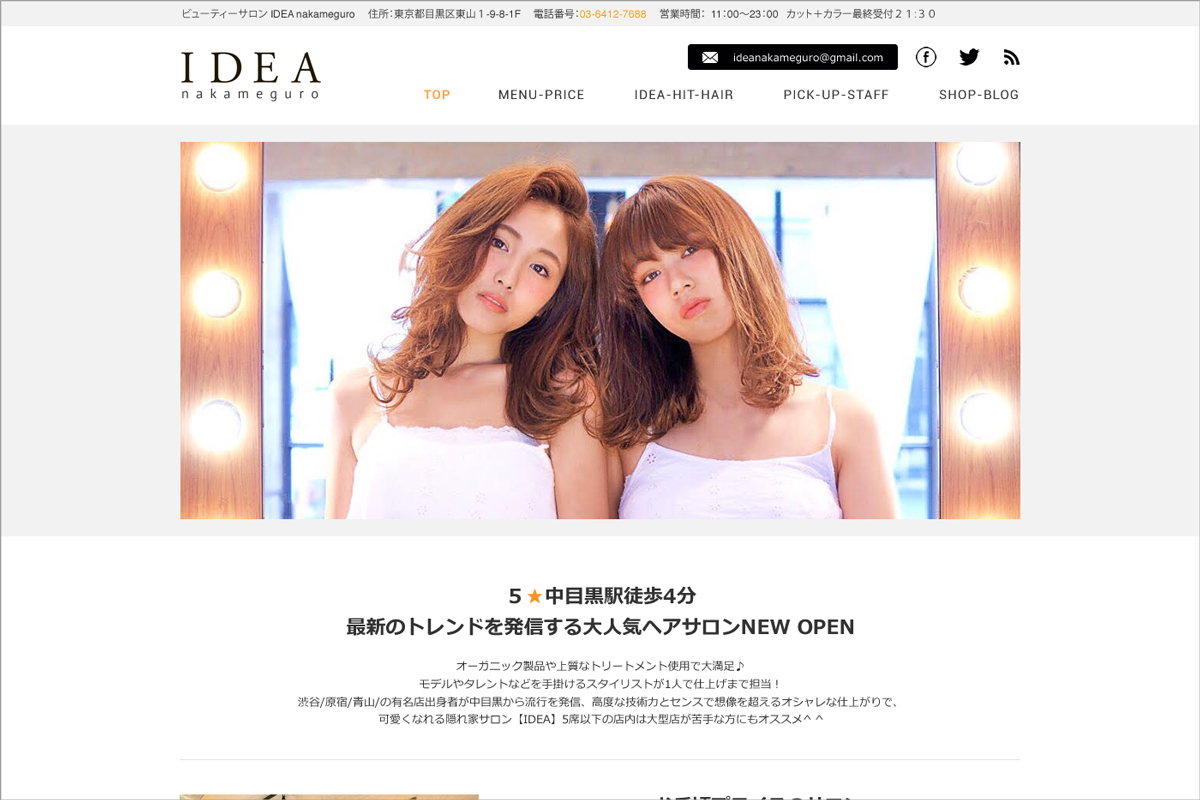 ビューティーサロン IDEA nakameguro 住所：東京都目黒区東山１-9-8-1F 電話番号：03-6412-7688 営業時間： 11：00〜23：00 カット＋カラー最終受付２１：３０
IDEA
nakameguro
ideanakameguro@gmail.com
TOP MENU-PRICE IDEA-HIT-HAIR PICK-UP-STAFF SHOP-BLOG
５★中目黒駅徒歩4分
最新のトレンドを発信する大人気ヘアサロンNEW OPEN
オーガニック製品や上質なトリートメント使用で大満足♪
モデルやタレントなどを手掛けるスタイリストが1人で仕上げまで担当！
渋谷/原宿/青山/の有名店出身者が中目黒から流行を発信、高度な技術力とセンスで想像を超えるオシャレな仕上がりで、
可愛くなれる隠れ家サロン【IDEA】5席以下の店内は大型店が苦手な方にもオススメ＾＾